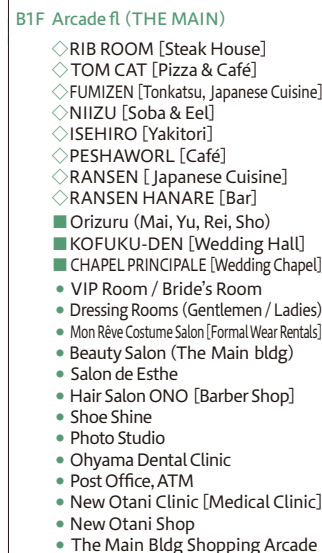 B1F Arcade fl (THE MAIN)
◇RIB ROOM [Steak House]
◇TOM CAT [Pizza & Café]
◇FUMIZEN [Tonkatsu, Japanese Cuisine]
◇NIIZU [Soba & Eel]
◇ISEHIRO [Yakitori]
◇PESHAWORL [Café]
◇RANSEN [ Japanese Cuisine]
◇RANSEN HANARE [Bar]
■Orizuru (Mai, Yu, Rei, Sho)
■KOFUKU-DEN [Wedding Hall]
■CHAPEL PRINCIPALE [Wedding Chapel]
• VIP Room / Bride's Room
• Dressing Rooms (Gentlemen / Ladies)
• Mon Rêve Costume Salon [Formal Wear Rentals]
• Beauty Salon (The Main bldg)
• Salon de Esthe
• Hair Salon ONO [Barber Shop]
• Shoe Shine
• Photo Studio
• Ohyama Dental Clinic
• Post Office, ATM
• New Otani Clinic [Medical Clinic]
• New Otani Shop
• The Main Bldg Shopping Arcade